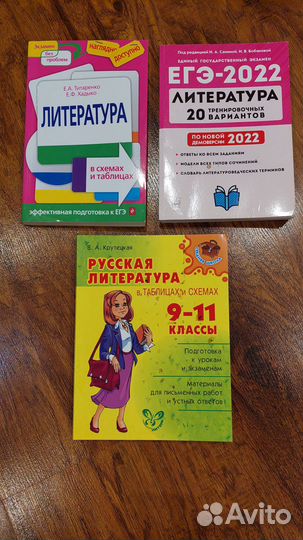 Экзамен
без
проблем
наглядно
доступно
Е.А. Титаренко
Е.Ф. Хадыко
ЛИТЕРАТУРА
в схемах
и таблицах
эффективная подготовка к ЕГЭ
Под редакцией Н. А. Сениной, Н. В. Бобковой
ЕДИНЫЙ ГОСУДАРСТВЕННЫЙ ЭКЗАМЕН
ЕГЭ-2022
ЛИТЕРАТУРА
20 ТРЕНИРОВОЧНЫХ
ВАРИАНТОВ
ПО НОВОЙ
ДЕМОВЕРСИИ 2022
ОТВЕТЫ КО ВСЕМ ЗАДАНИЯМ
МОДЕЛИ ВСЕХ ТИПОВ СОЧИНЕНИЙ
СЛОВАРЬ ЛИТЕРАТУРОВЕДЧЕСКИХ ТЕРМИНОВ
В. А. Крутецкая
РУССКАЯ
ЛИТЕРАТУРА
в ТАБЛИЦАХ и СХЕМАХ
9-11
КЛАССЫ
Подготовка
к урокам
и экзаменам
Материалы
для письменных работ
и устных ответов
Avito